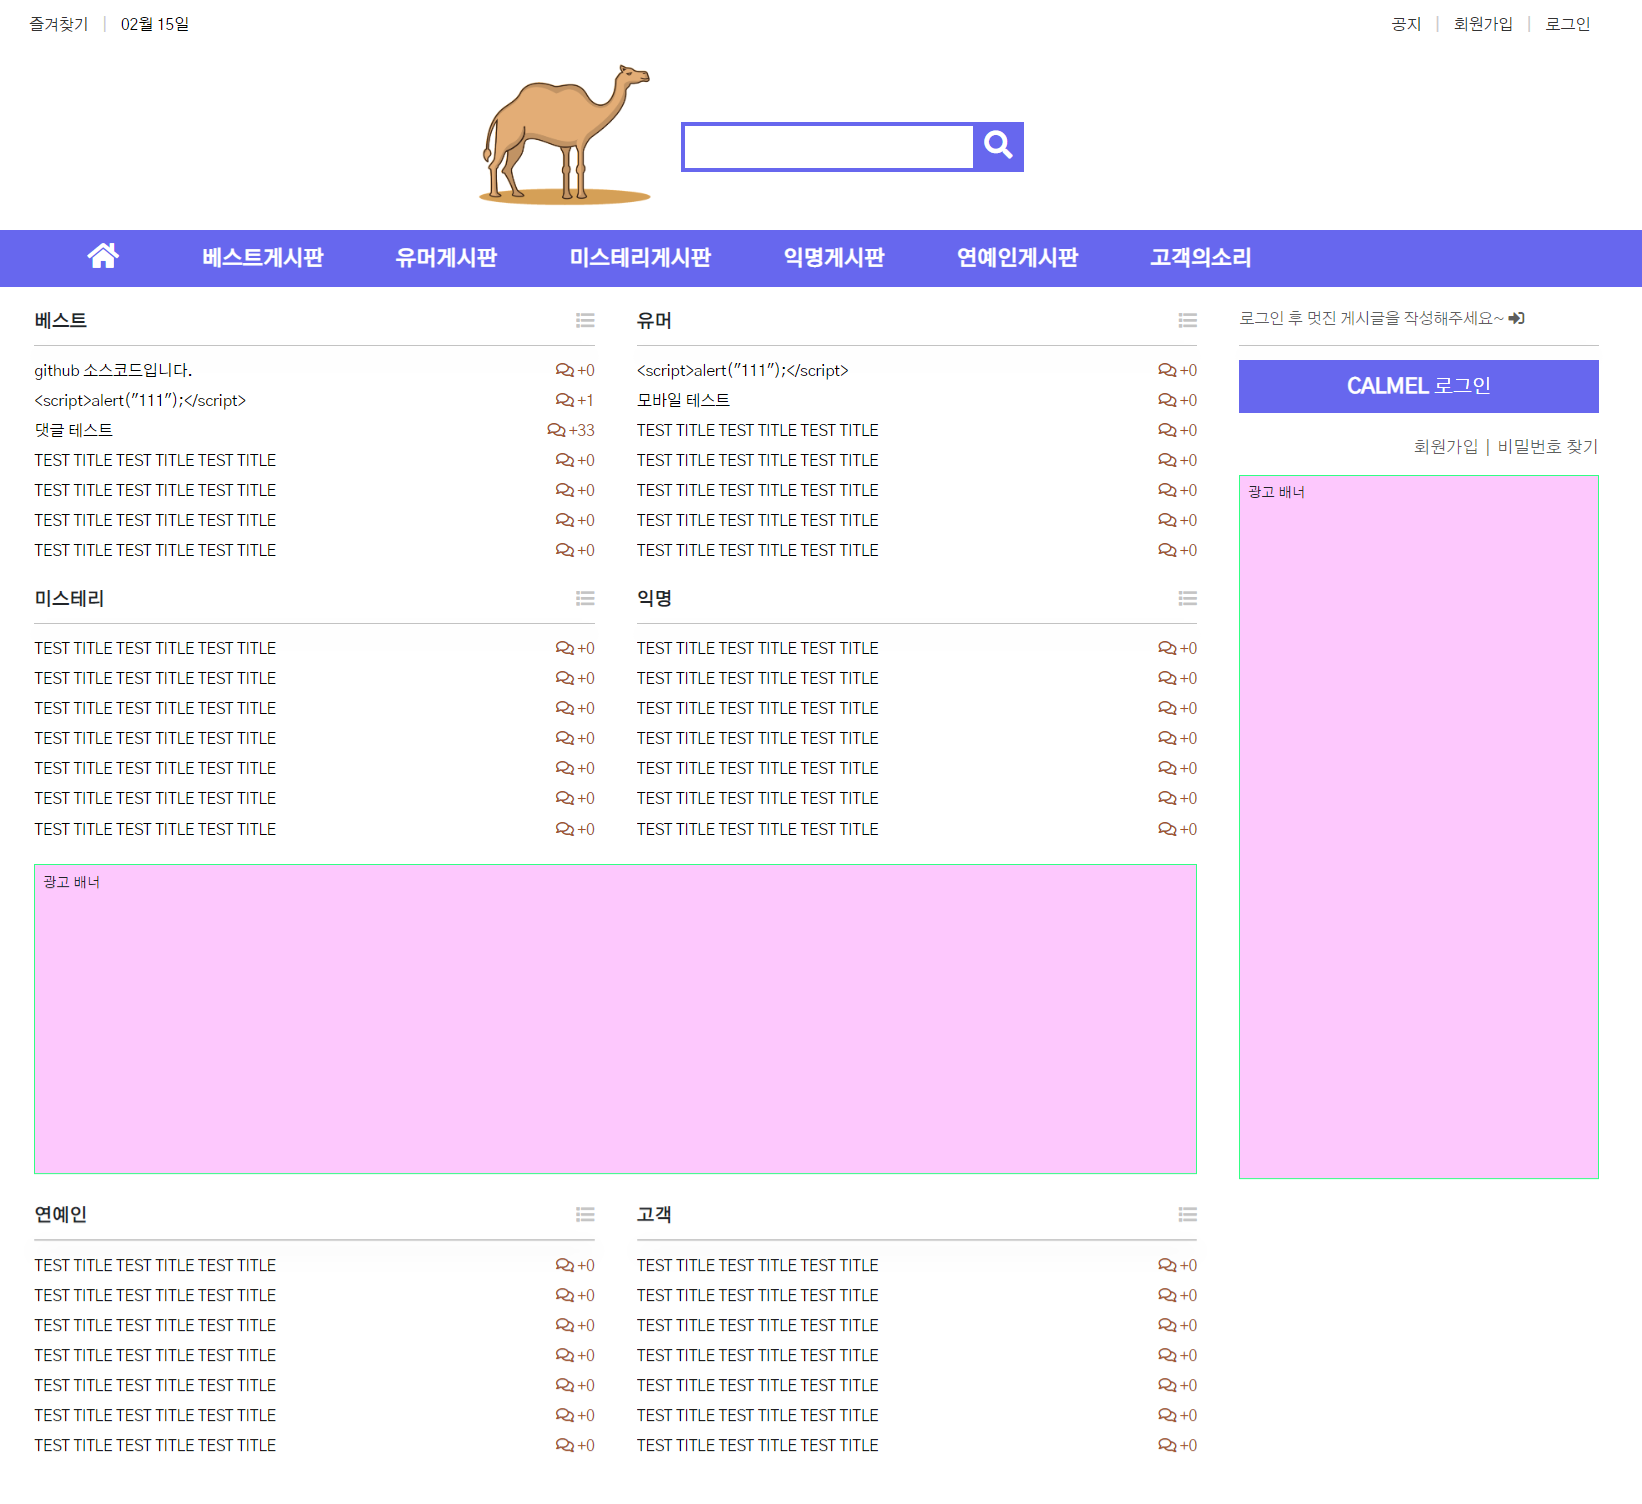 즐겨찾기 | 02월 15일
공지 | 회원가입 | 로그인
베스트게시판 유머게시판 미스테리게시판 익명게시판 연예인게시판 고객의소리
베스트
github 소스코드입니다. +0
<script>alert("111");</script> +1
댓글 테스트 +33
TEST TITLE TEST TITLE TEST TITLE +0
TEST TITLE TEST TITLE TEST TITLE +0
TEST TITLE TEST TITLE TEST TITLE +0
TEST TITLE TEST TITLE TEST TITLE +0
유머
<script>alert("111");</script> +0
모바일 테스트 +0
TEST TITLE TEST TITLE TEST TITLE +0
TEST TITLE TEST TITLE TEST TITLE +0
TEST TITLE TEST TITLE TEST TITLE +0
TEST TITLE TEST TITLE TEST TITLE +0
TEST TITLE TEST TITLE TEST TITLE +0
로그인 후 멋진 게시글을 작성해주세요~
CALMEL 로그인
회원가입 | 비밀번호 찾기
광고 배너
미스테리
TEST TITLE TEST TITLE TEST TITLE +0
TEST TITLE TEST TITLE TEST TITLE +0
TEST TITLE TEST TITLE TEST TITLE +0
TEST TITLE TEST TITLE TEST TITLE +0
TEST TITLE TEST TITLE TEST TITLE +0
TEST TITLE TEST TITLE TEST TITLE +0
TEST TITLE TEST TITLE TEST TITLE +0
익명
TEST TITLE TEST TITLE TEST TITLE +0
TEST TITLE TEST TITLE TEST TITLE +0
TEST TITLE TEST TITLE TEST TITLE +0
TEST TITLE TEST TITLE TEST TITLE +0
TEST TITLE TEST TITLE TEST TITLE +0
TEST TITLE TEST TITLE TEST TITLE +0
TEST TITLE TEST TITLE TEST TITLE +0
광고 배너
연예인
TEST TITLE TEST TITLE TEST TITLE +0
TEST TITLE TEST TITLE TEST TITLE +0
TEST TITLE TEST TITLE TEST TITLE +0
TEST TITLE TEST TITLE TEST TITLE +0
TEST TITLE TEST TITLE TEST TITLE +0
TEST TITLE TEST TITLE TEST TITLE +0
TEST TITLE TEST TITLE TEST TITLE +0
고객
TEST TITLE TEST TITLE TEST TITLE +0
TEST TITLE TEST TITLE TEST TITLE +0
TEST TITLE TEST TITLE TEST TITLE +0
TEST TITLE TEST TITLE TEST TITLE +0
TEST TITLE TEST TITLE TEST TITLE +0
TEST TITLE TEST TITLE TEST TITLE +0
TEST TITLE TEST TITLE TEST TITLE +0